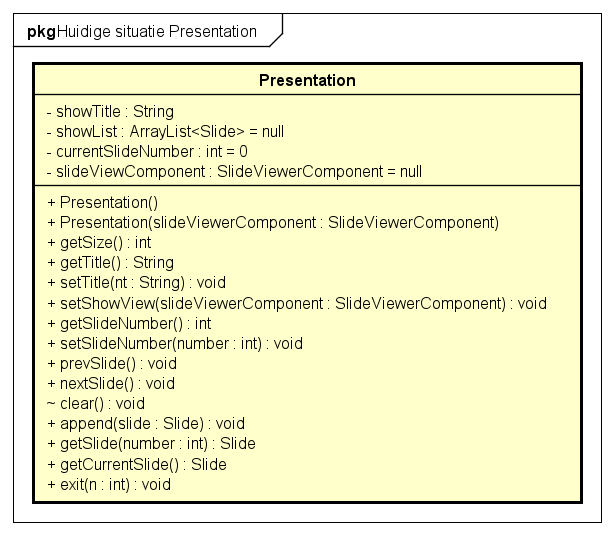 pkg Huidige situatie Presentation
Presentation
- showTitle : String
- showList : ArrayList<Slide> = null
- currentSlideNumber : int = 0
- slideViewComponent : SlideViewerComponent = null
+ Presentation()
+ Presentation(slideViewerComponent : SlideViewerComponent)
+ getSize() : int
+ getTitle() : String
+ setTitle(nt : String) : void
+ setShowView(slideViewerComponent : SlideViewerComponent) : void
+ getSlideNumber() : int
+ setSlideNumber(number : int) : void
+ prevSlide() : void
+ nextSlide() : void
~ clear() : void
+ append(slide : Slide) : void
+ getSlide(number : int) : Slide
+ getCurrentSlide() : Slide
+ exit(n : int) : void